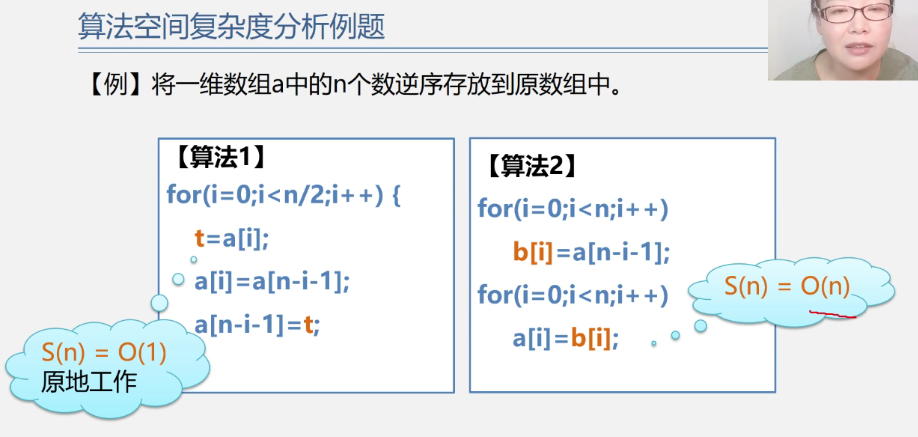 算法空间复杂度分析例题
【例】将一维数组a中的n个数逆序存放到原数组中。
【算法1】
for(i=0;i<n/2;i++) {
t=a[i];
a[i]=a[n-i-1];
a[n-i-1]=t;
S(n) = O(1)
原地工作
【算法2】
for(i=0;i<n;i++)
b[i]=a[n-i-1];
for(i=0;i<n;i++)
a[i]=b[i];
S(n) = O(n)